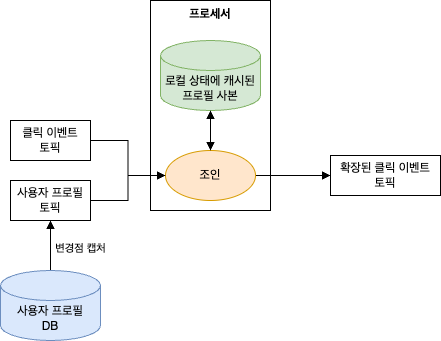 프로세서
로컬 상태에 캐시된
프로필 사본
클릭 이벤트
토픽
사용자 프로필
토픽
조인
확장된 클릭 이벤트
토픽
변경점 캡처
사용자 프로필
DB